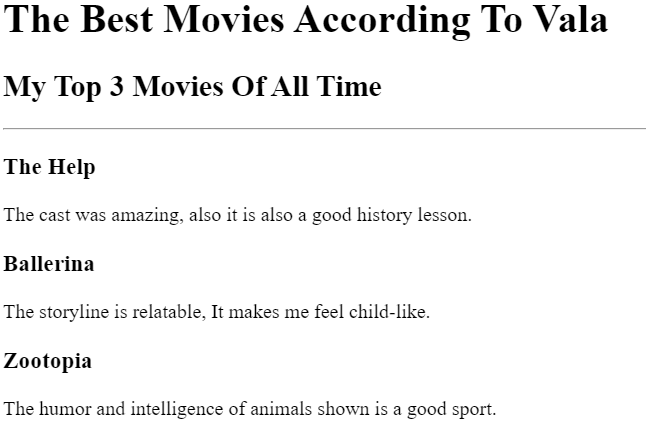 The Best Movies According To Vala
My Top 3 Movies Of All Time
The Help
The cast was amazing, also it is also a good history lesson.
Ballerina
The storyline is relatable, It makes me feel child-like.
Zootopia
The humor and intelligence of animals shown is a good sport.